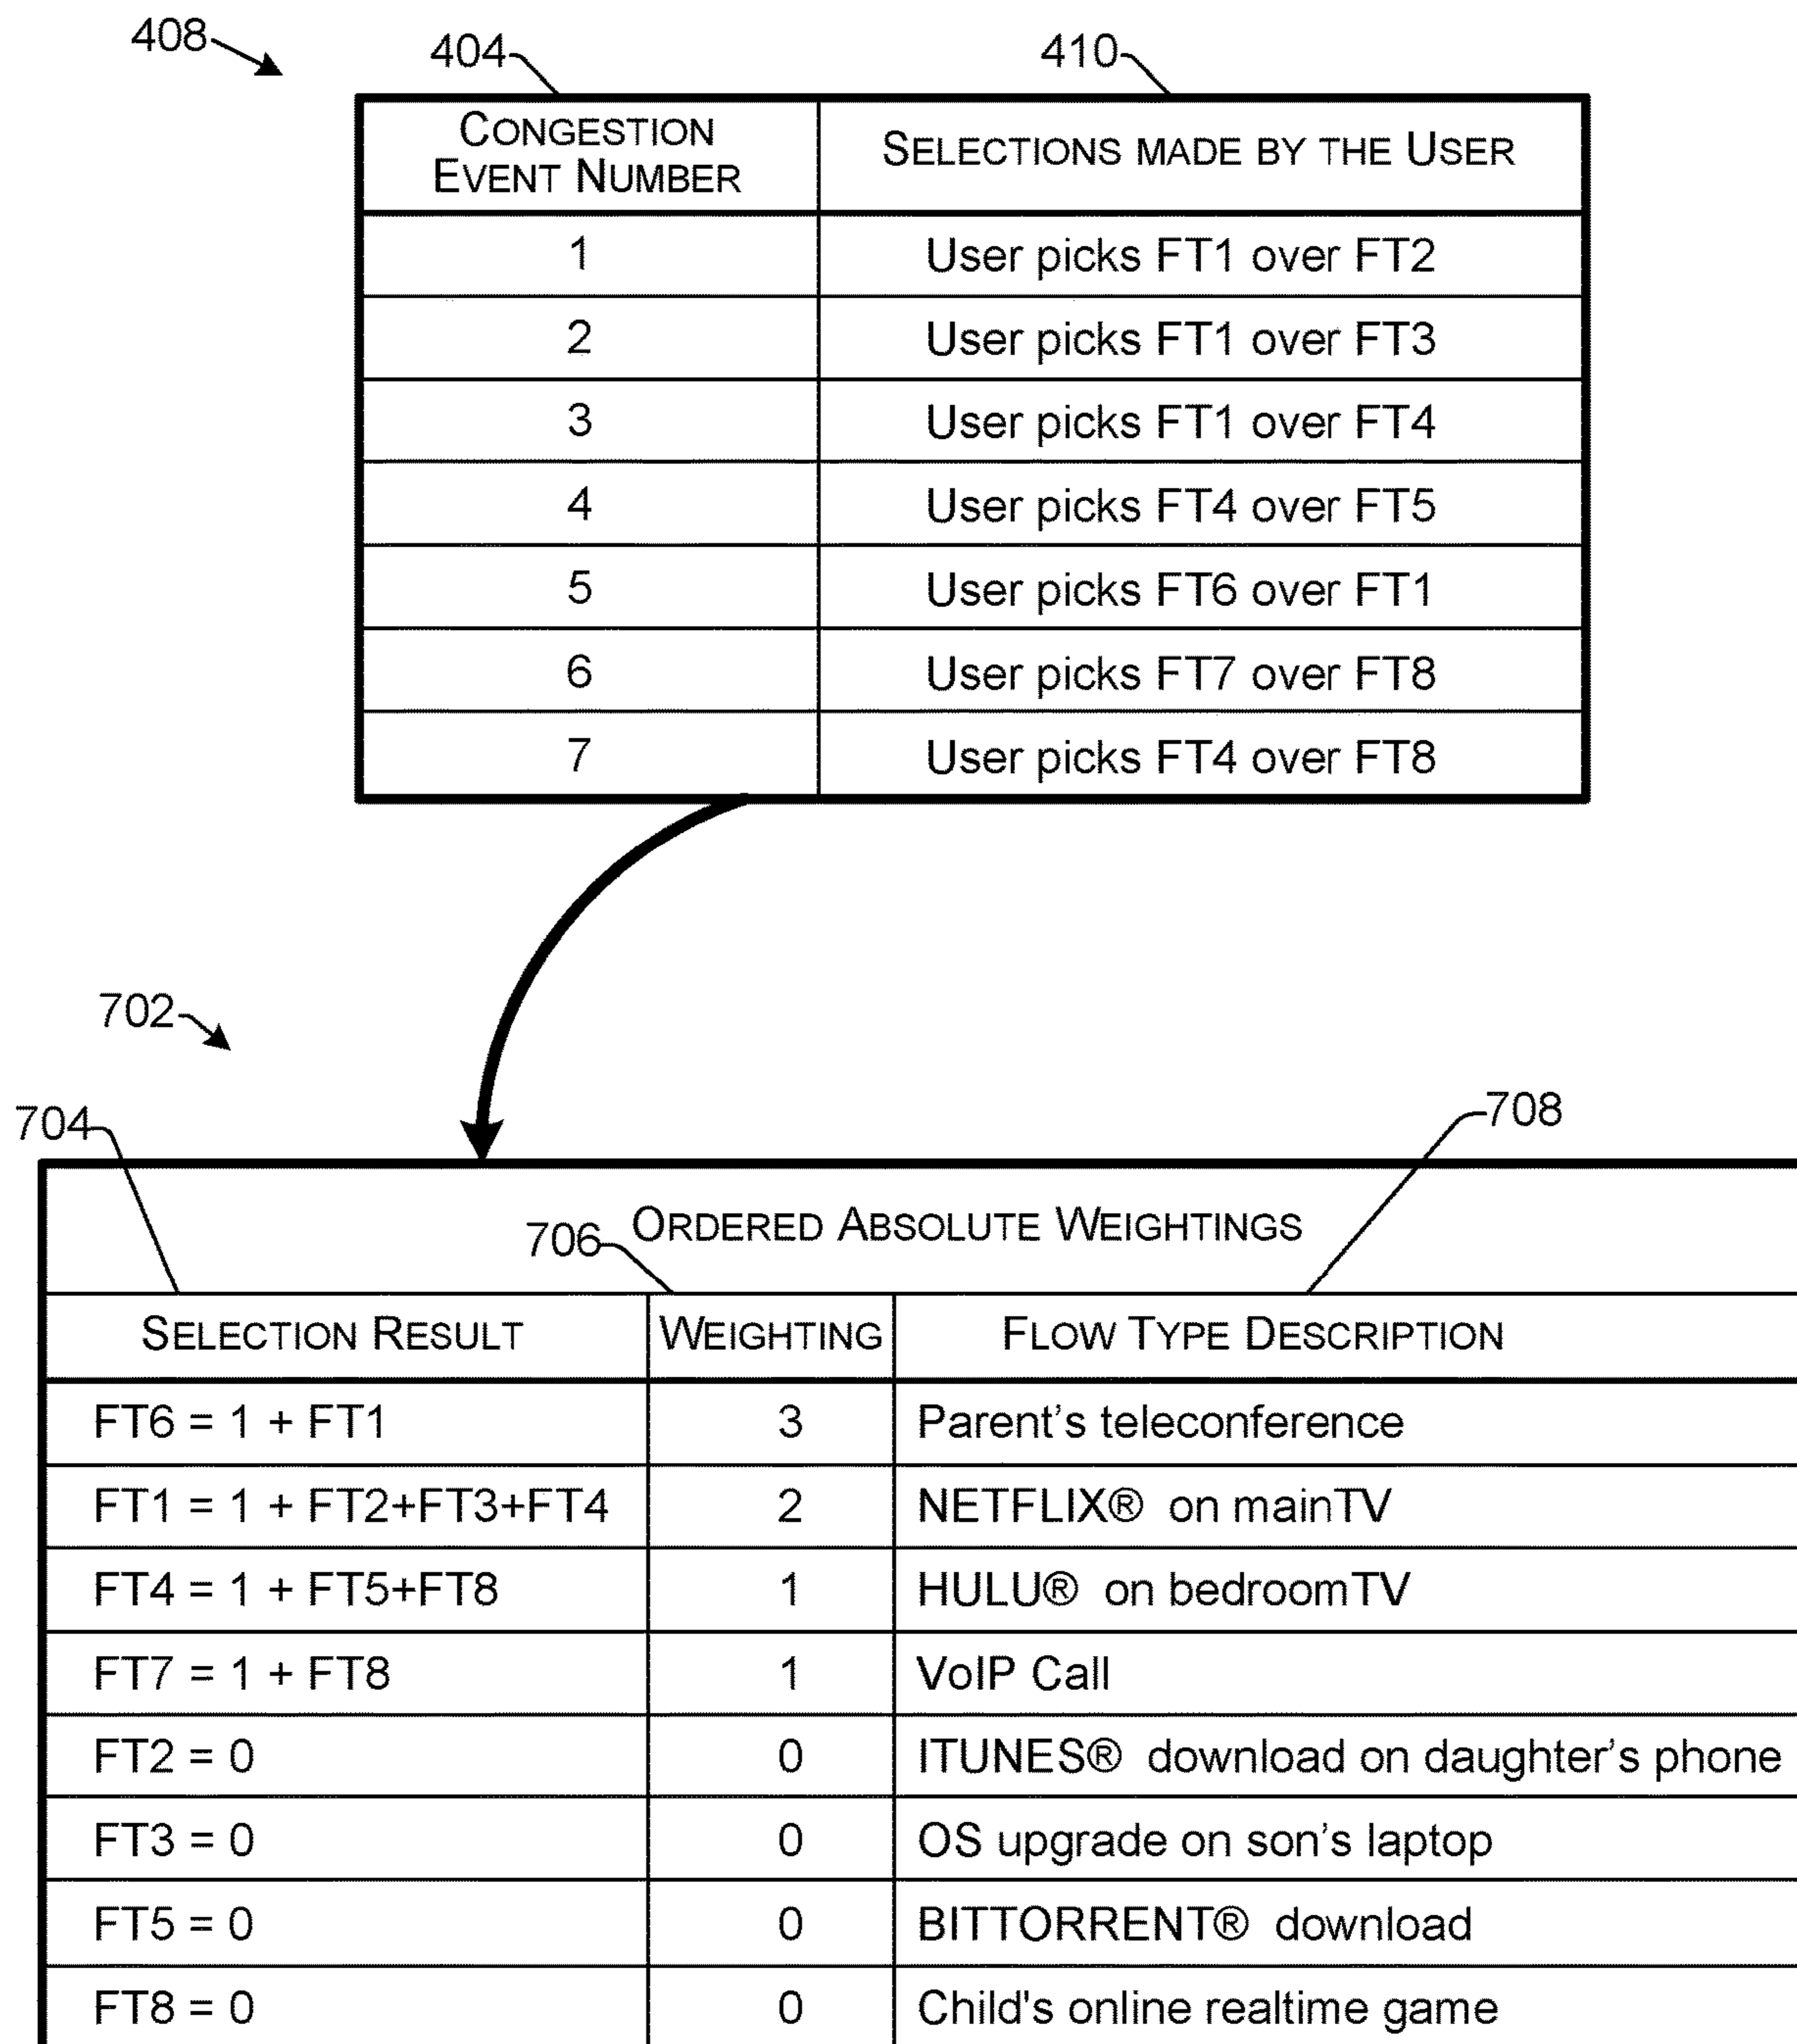 408
404
410
CONGESTION
EVENT NUMBER
SELECTIONS MADE BY THE USER
1 User picks FT1 over FT2
2 User picks FT1 over FT3
3 User picks FT1 over FT4
4 User picks FT4 over FT5
5 User picks FT6 over FT1
6 User picks FT7 over FT8
7 User picks FT4 over FT8
702
704
708
706 ORDERED ABSOLUTE WEIGHTINGS
SELECTION RESULT WEIGHTING FLOW TYPE DESCRIPTION
FT6 = 1 + FT1 3 Parent's teleconference
FT1 = 1 + FT2+FT3+FT4 2 NETFLIX® on mainTV
FT4 = 1 + FT5+FT8 1 HULU® on bedroomTV
FT7 = 1 + FT8 1 VoIP Call
FT2 = 0 0 ITUNES® download on daughter's phone
FT3 = 0 0 OS upgrade on son's laptop
FT5 = 0 0 BITTORRENT® download
FT8 = 0 0 Child's online realtime game